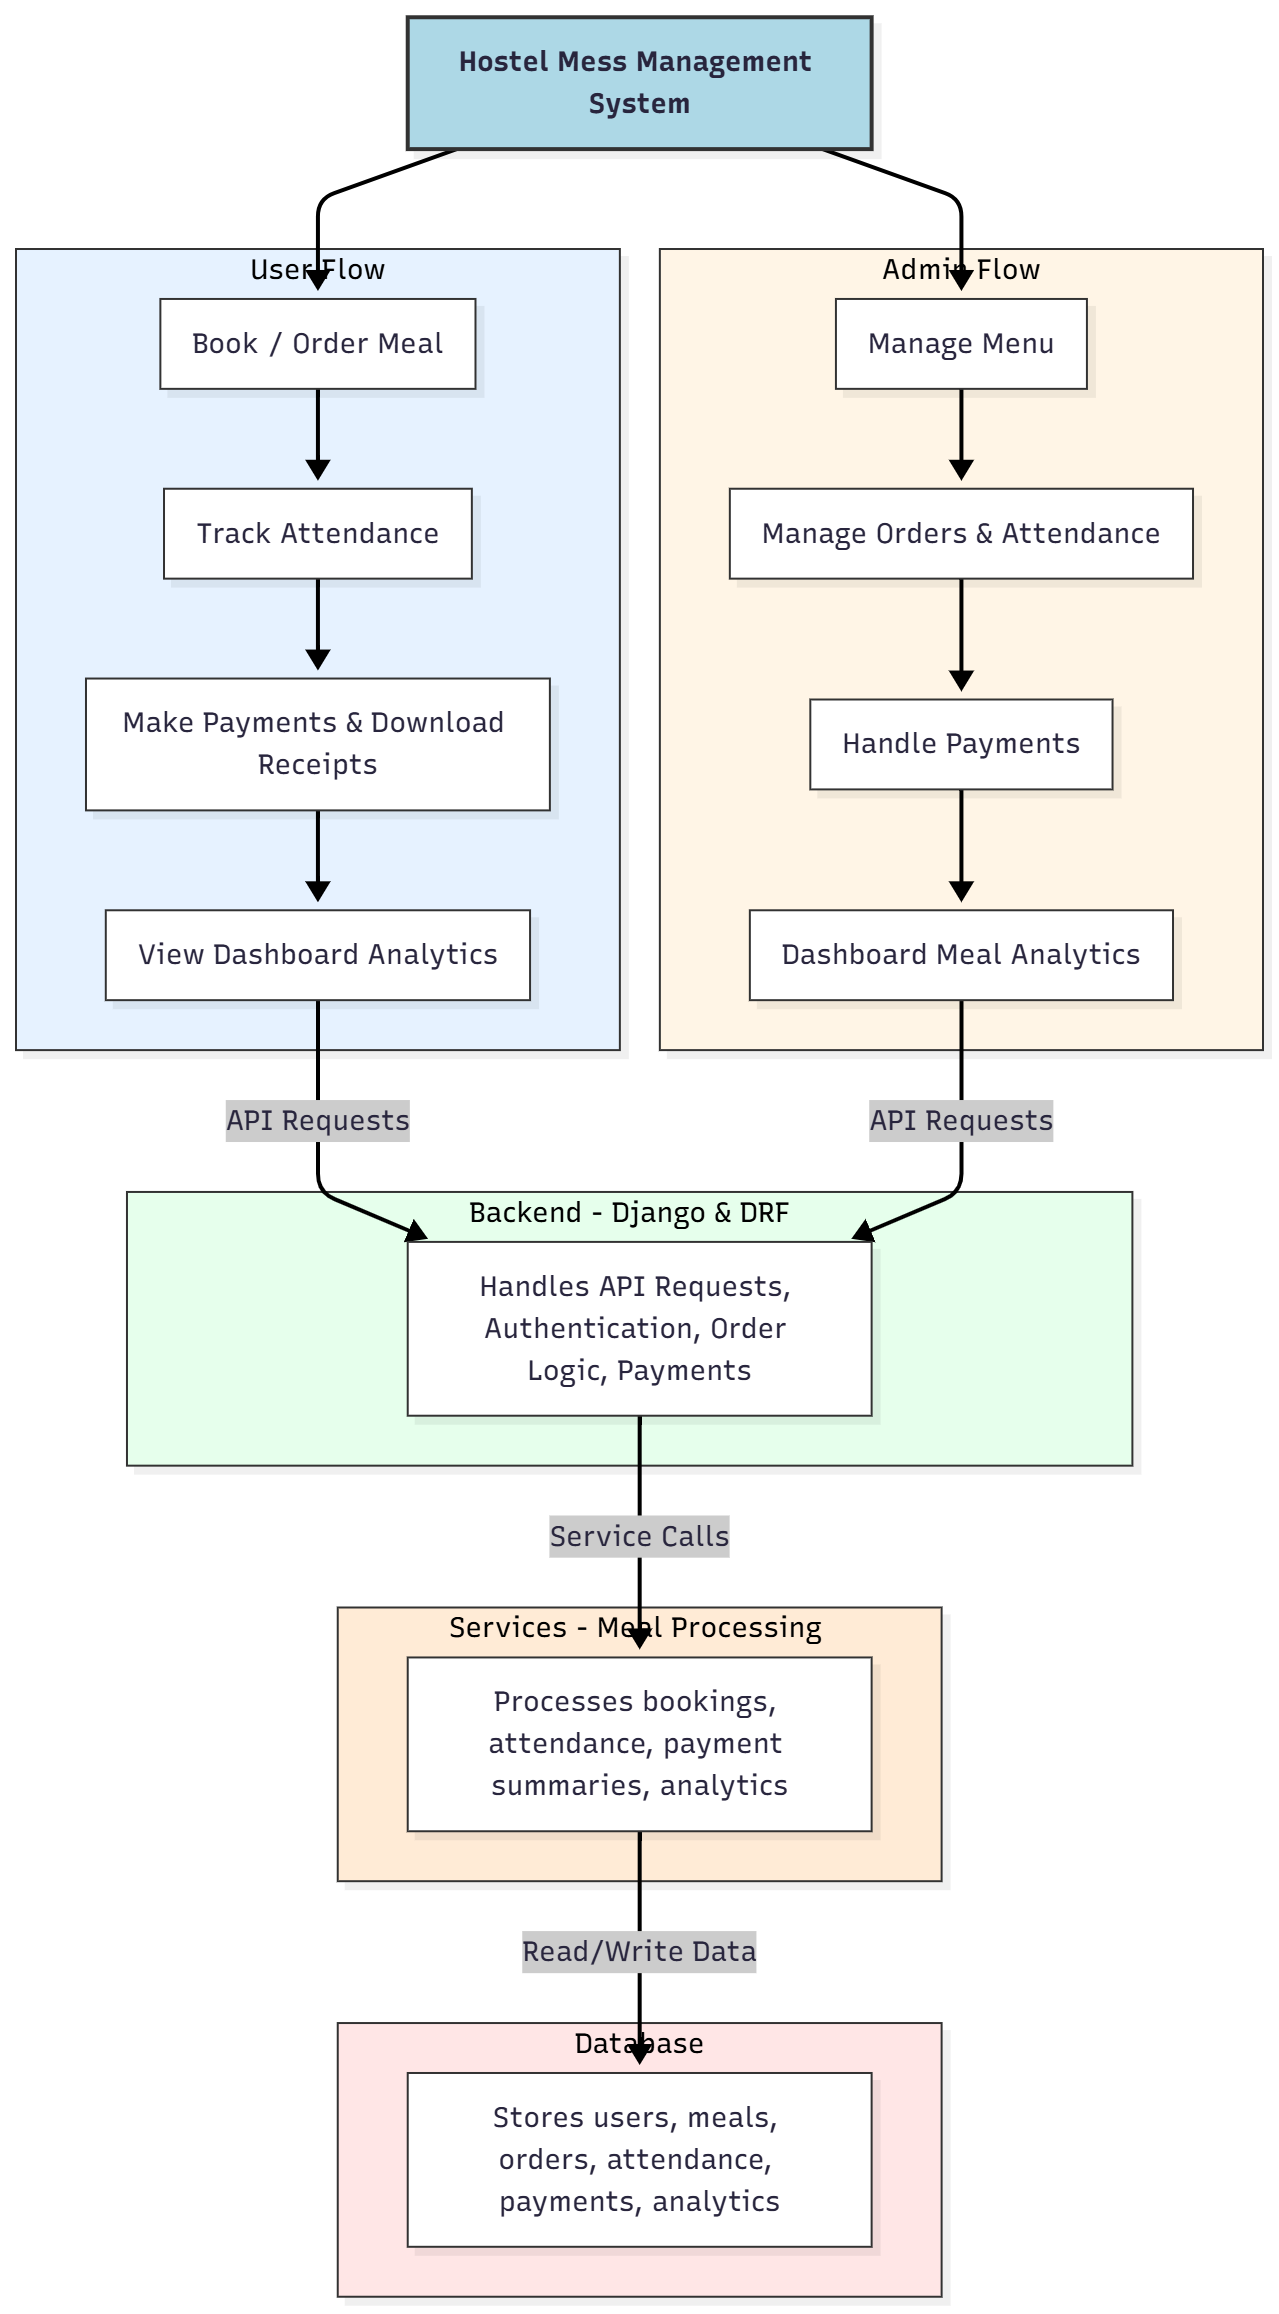 Hostel Mess Management
System
User Flow
Book / Order Meal
Track Attendance
Make Payments & Download
Receipts
View Dashboard Analytics
API Requests
Admin Flow
Manage Menu
Manage Orders & Attendance
Handle Payments
Dashboard Meal Analytics
API Requests
Backend - Django & DRF
Handles API Requests,
Authentication, Order
Logic, Payments
Service Calls
Services - Meal Processing
Processes bookings,
attendance, payment
summaries, analytics
Read/Write Data
Database
Stores users, meals,
orders, attendance,
payments, analytics